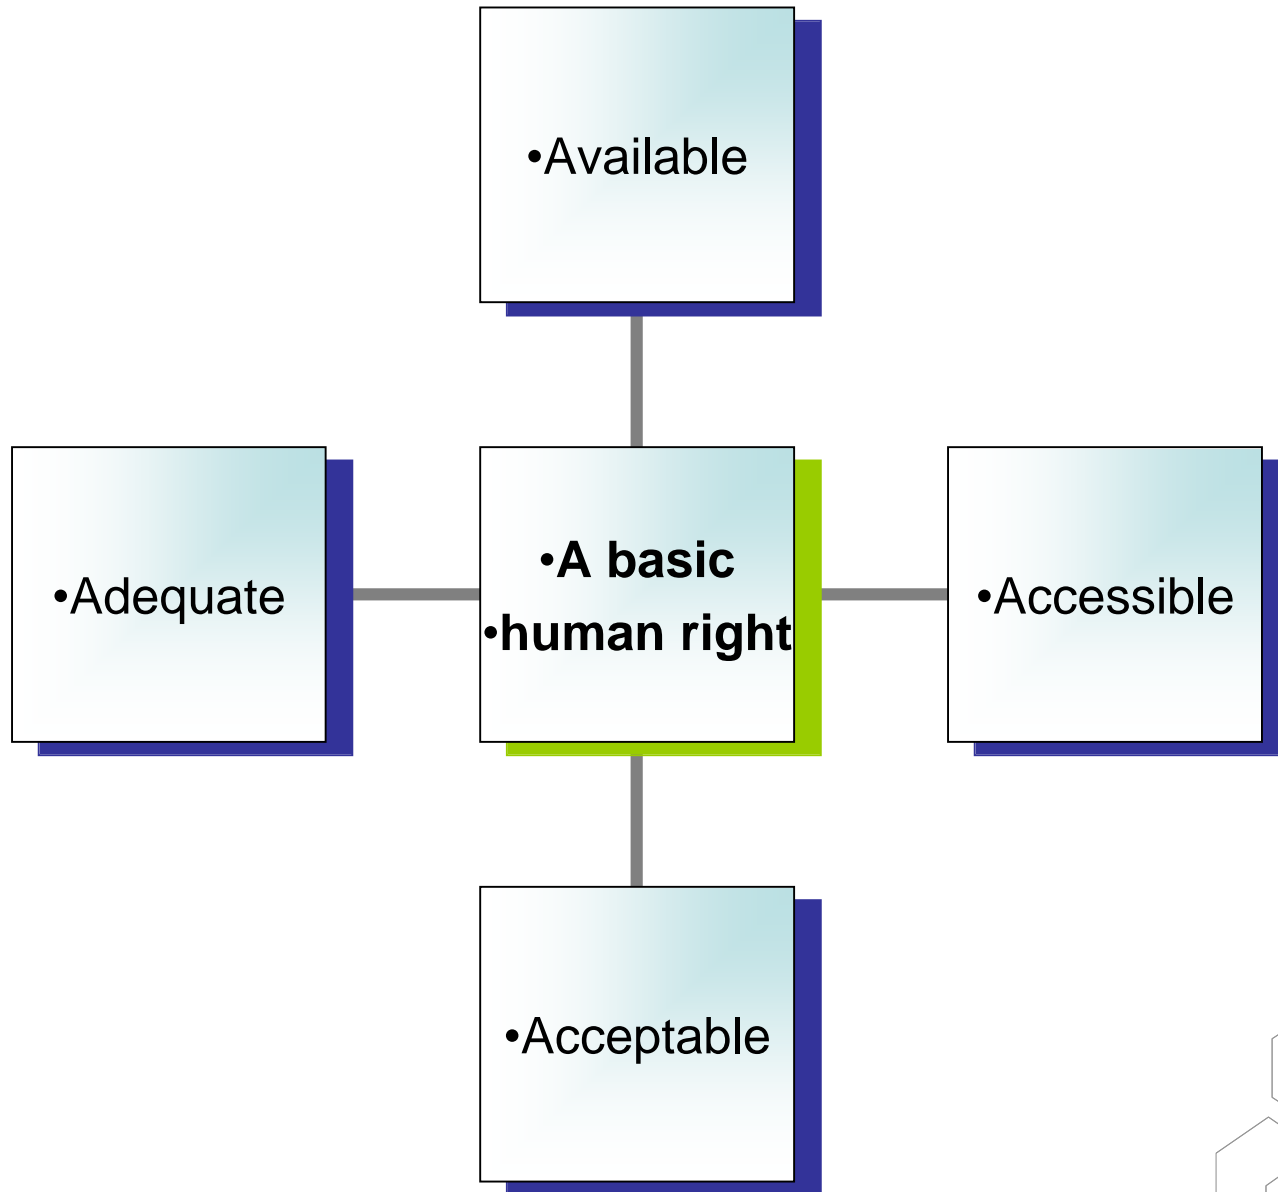 •Available
•Adequate
•A basic
•human right
•Accessible
•Acceptable